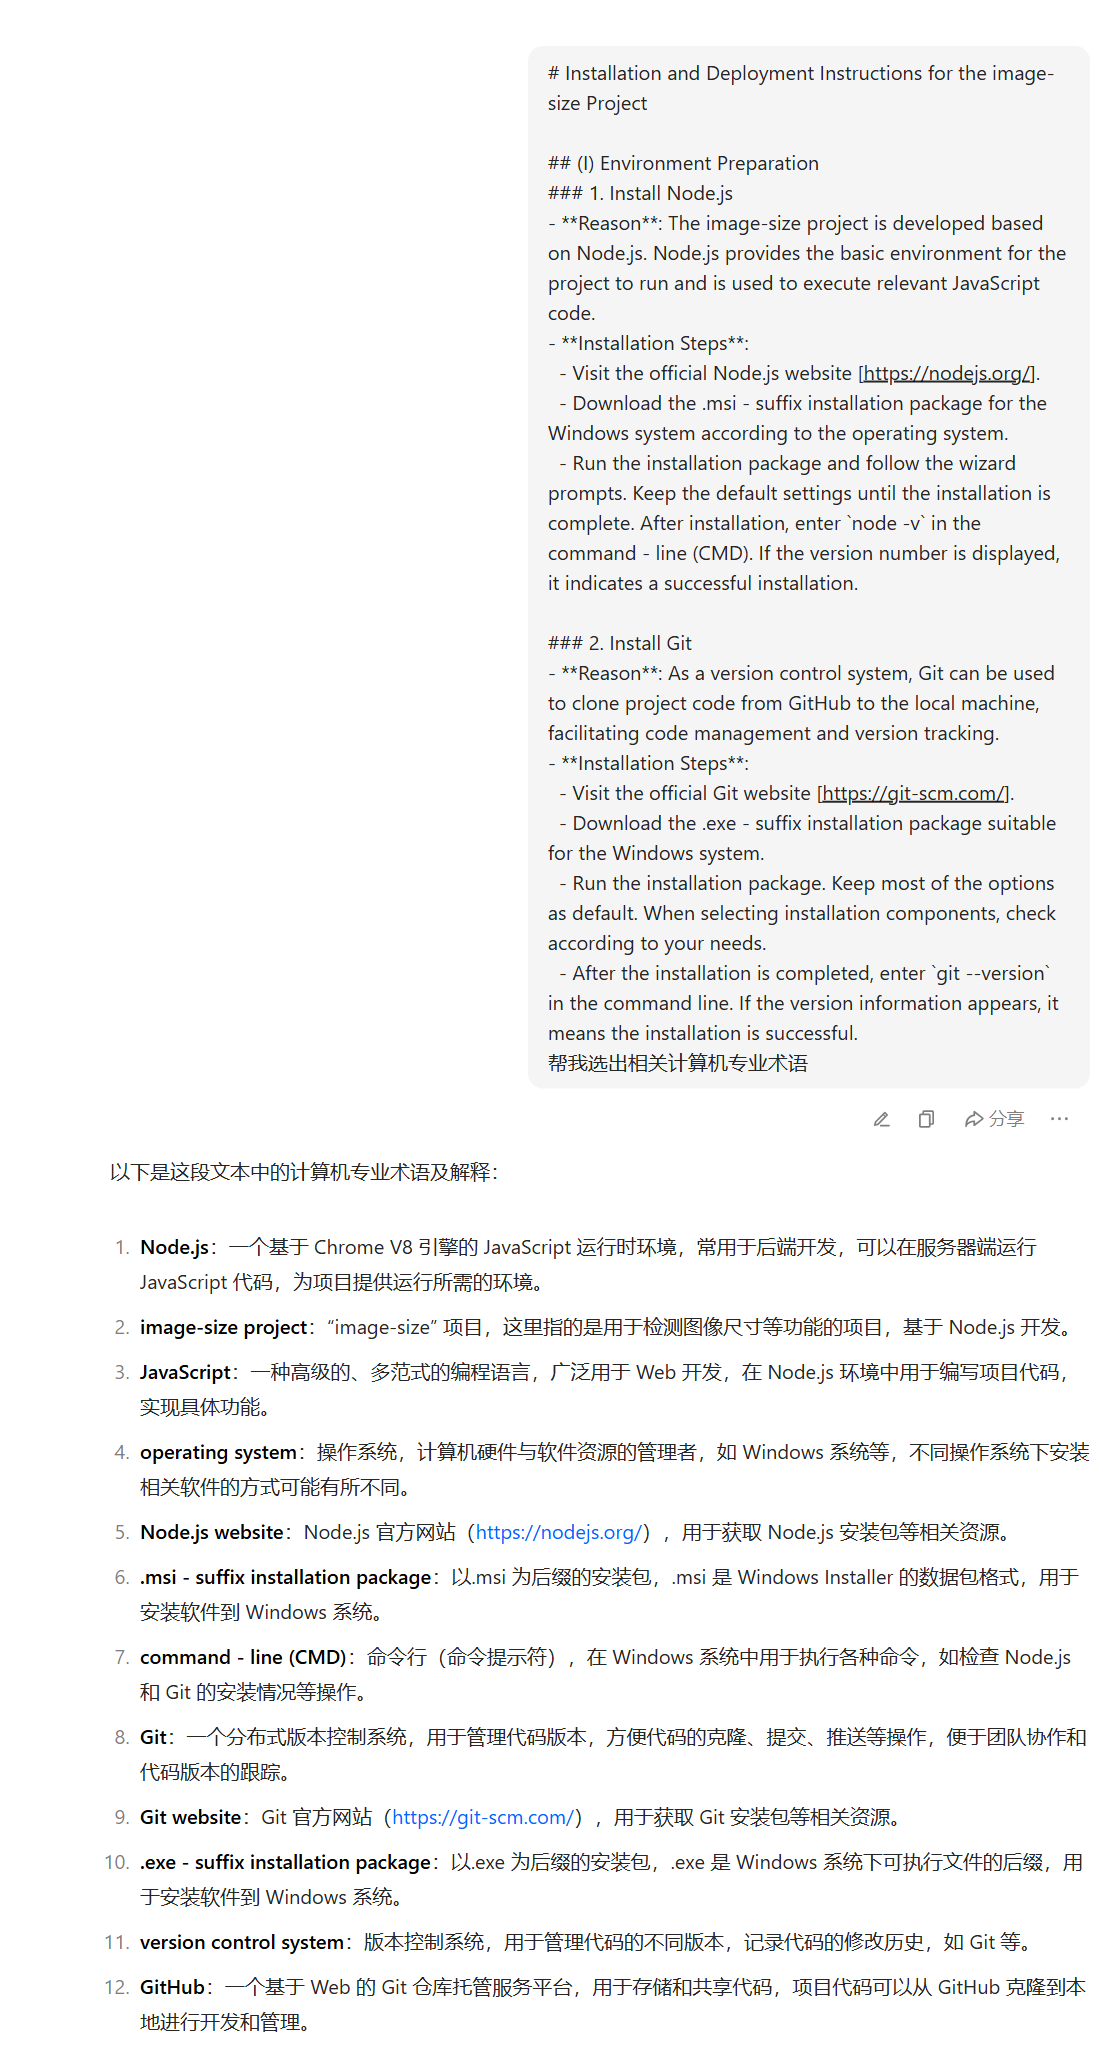 # Installation and Deployment Instructions for the image-
size Project
## (I) Environment Preparation
### 1. Install Node.js
- **Reason**: The image-size project is developed based
on Node.js. Node.js provides the basic environment for the
project to run and is used to execute relevant JavaScript
code.
- **Installation Steps**:
- Visit the official Node.js website [https://nodejs.org/].
- Download the .msi - suffix installation package for the
Windows system according to the operating system.
- Run the installation package and follow the wizard
prompts. Keep the default settings until the installation is
complete. After installation, enter `node -v` in the
command - line (CMD). If the version number is displayed,
it indicates a successful installation.
### 2. Install Git
- **Reason**: As a version control system, Git can be used
to clone project code from GitHub to the local machine,
facilitating code management and version tracking.
- **Installation Steps**:
- Visit the official Git website [https://git-scm.com/].
- Download the .exe - suffix installation package suitable
for the Windows system.
- Run the installation package. Keep most of the options
as default. When selecting installation components, check
according to your needs.
- After the installation is completed, enter `git --version`
in the command line. If the version information appears, it
means the installation is successful.
帮我选出相关计算机专业术语
分享
以下是这段文本中的计算机专业术语及解释：
1. Node.js：一个基于 Chrome V8 引擎的 JavaScript 运行时环境，常用于后端开发，可以在服务器端运行
JavaScript 代码，为项目提供运行所需的环境。
2. image-size project：“image-size” 项目，这里指的是用于检测图像尺寸等功能的项目，基于 Node.js 开发。
3. JavaScript：一种高级的、多范式的编程语言，广泛用于 Web 开发，在 Node.js 环境中用于编写项目代码，
实现具体功能。
4. operating system：操作系统，计算机硬件与软件资源的管理者，如 Windows 系统等，不同操作系统下安装
相关软件的方式可能有所不同。
5. Node.js website：Node.js 官方网站（https://nodejs.org/），用于获取 Node.js 安装包等相关资源。
6. .msi - suffix installation package：以.msi 为后缀的安装包，.msi 是 Windows Installer 的数据包格式，用于
安装软件到 Windows 系统。
7. command - line (CMD)：命令行（命令提示符），在 Windows 系统中用于执行各种命令，如检查 Node.js
和 Git 的安装情况等操作。
8. Git：一个分布式版本控制系统，用于管理代码版本，方便代码的克隆、提交、推送等操作，便于团队协作和
代码版本的跟踪。
9. Git website：Git 官方网站（https://git-scm.com/），用于获取 Git 安装包等相关资源。
10. .exe - suffix installation package：以.exe 为后缀的安装包，.exe 是 Windows 系统下可执行文件的后缀，用
于安装软件到 Windows 系统。
11. version control system：版本控制系统，用于管理代码的不同版本，记录代码的修改历史，如 Git 等。
12. GitHub：一个基于 Web 的 Git 仓库托管服务平台，用于存储和共享代码，项目代码可以从 GitHub 克隆到本
地进行开发和管理。